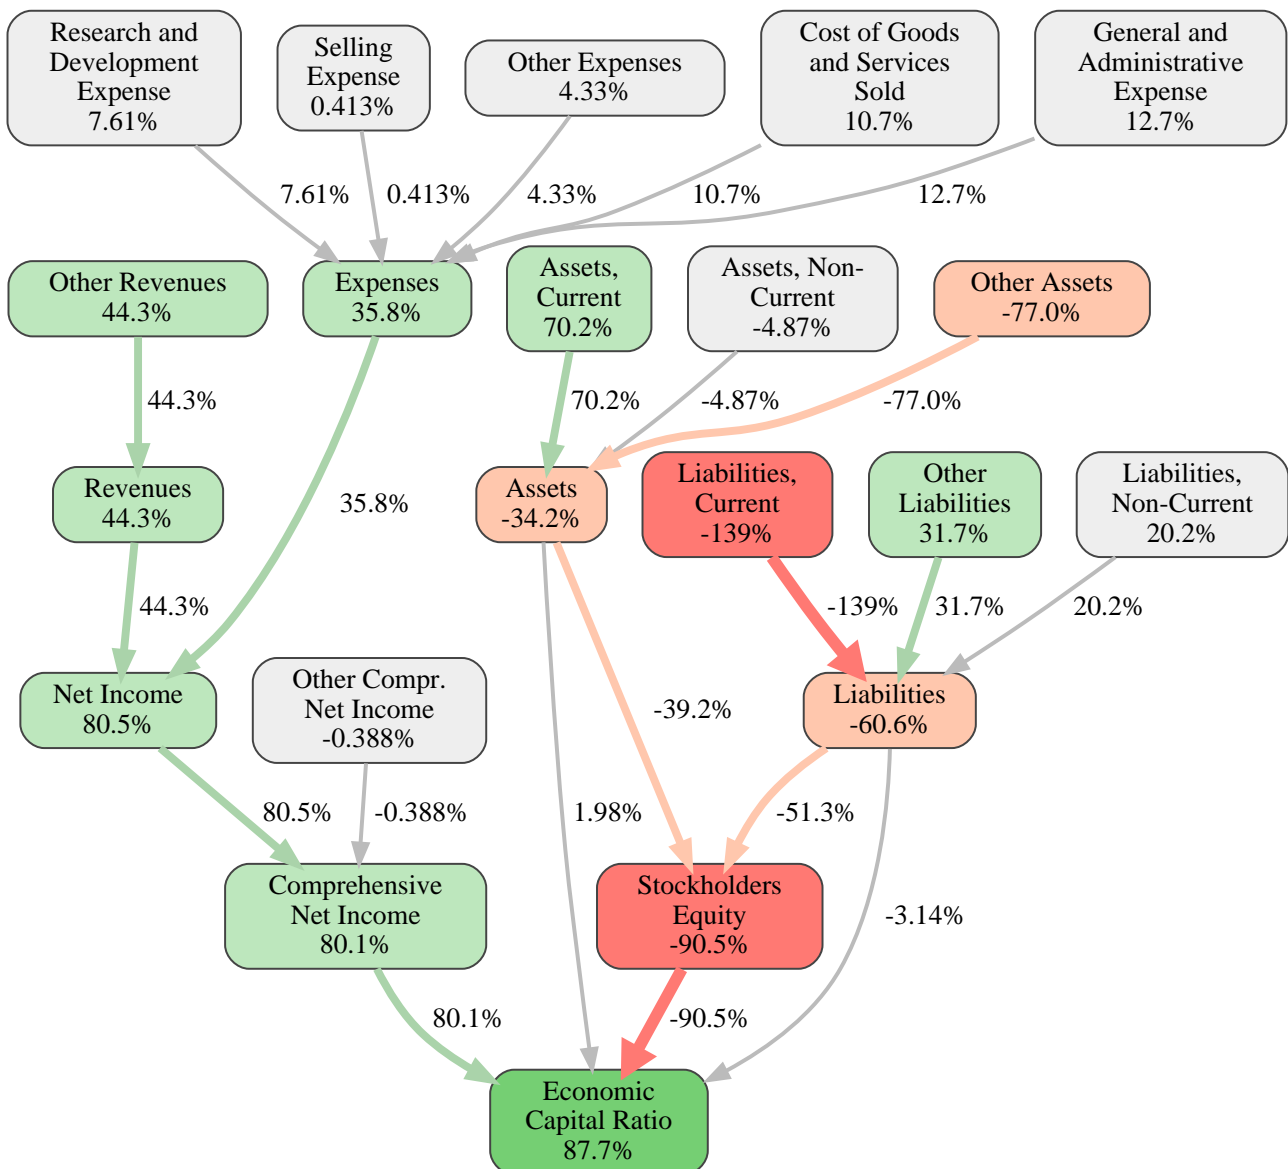 Research and
Development
Expense
7.61%
Selling
Expense
0.413%
Other Expenses
4.33%
Cost of Goods
and Services
Sold
10.7%
General and
Administrative
Expense
12.7%
7.61%
0.413%
4.33%
10.7%
12.7%
Other Revenues
44.3%
Expenses
35.8%
Assets,
Current
70.2%
Assets, Non-
Current
-4.87%
Other Assets
-77.0%
44.3%
70.2%
-4.87%
-77.0%
Revenues
44.3%
35.8%
Assets
-34.2%
Liabilities,
Current
-139%
Other
Liabilities
31.7%
Liabilities,
Non-Current
20.2%
44.3%
-139%
31.7%
20.2%
Net Income
80.5%
Other Compr.
Net Income
-0.388%
-39.2%
Liabilities
-60.6%
80.5%
-0.388%
1.98%
-51.3%
Comprehensive
Net Income
80.1%
Stockholders
Equity
-90.5%
-3.14%
80.1%
-90.5%
Economic
Capital Ratio
87.7%